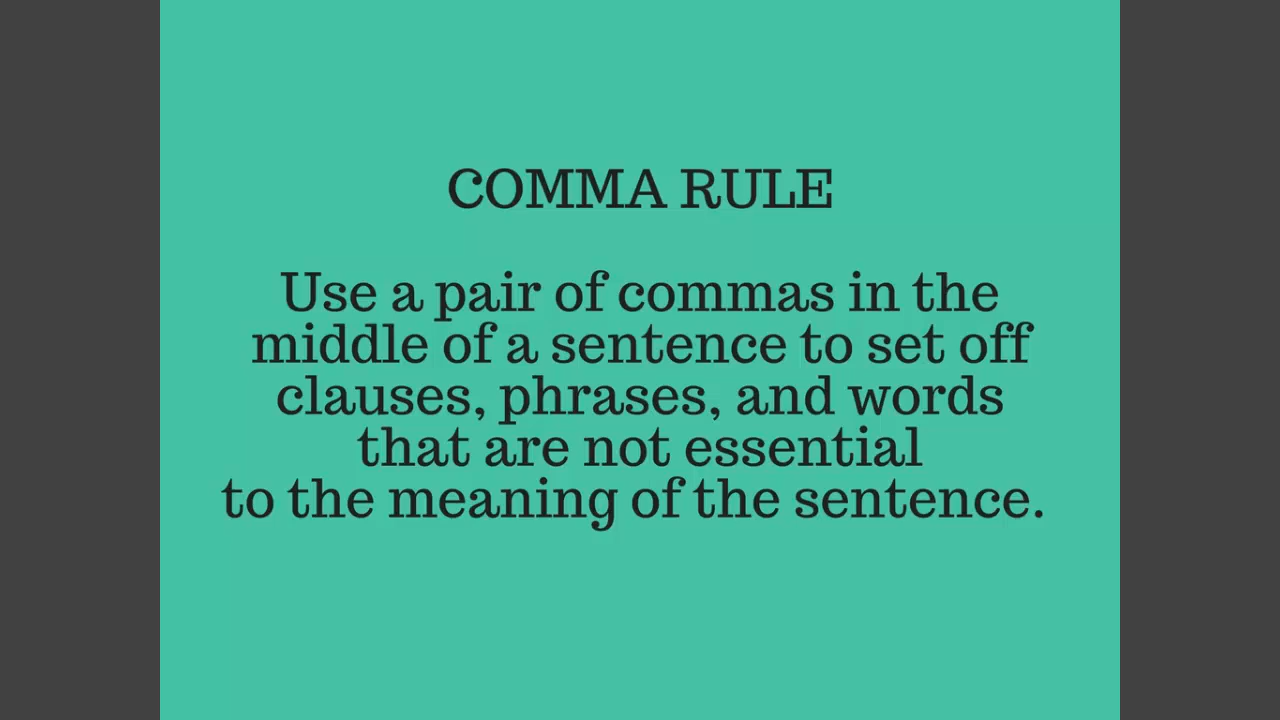 COMMA RULE
Use a pair of commas in the
middle of a sentence to set off
clauses, phrases, and words
that are not essential
to the meaning of the sentence.